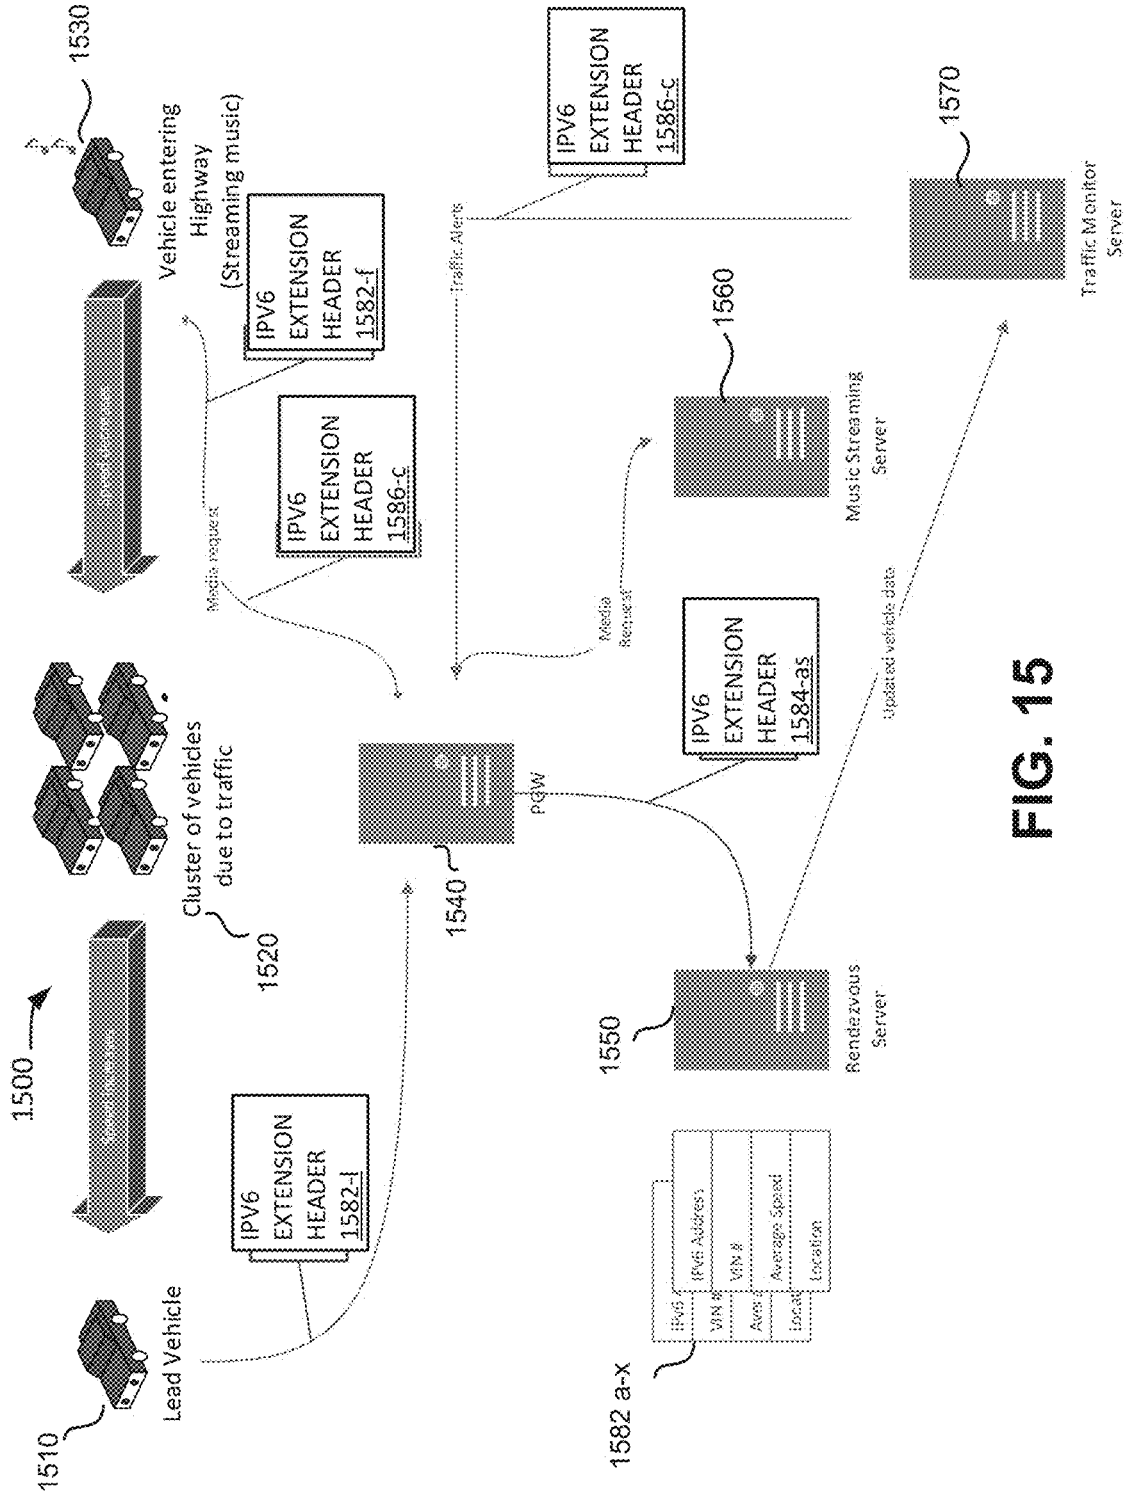 1500
1510
Lead Vehicle
1520
Cluster of vehicles
due to traffic
1530
Vehicle entering
Highway
(Streaming music)
IPV6
EXTENSION
HEADER
1582-l
IPV6
EXTENSION
HEADER
1586-c
IPV6
EXTENSION
HEADER
1582-f
Media request
1540
PGW
Traffic Alerts
IPV6
EXTENSION
HEADER
1586-c
Media
Request
IPV6
EXTENSION
HEADER
1584-as
1582 a-x
IPv6
VIN #
Aver
Locat
IPv6 Address
VIN #
Average Speed
Location
1550
Rendezvous
Server
1560
Music Streaming
Server
Updated vehicle data
1570
Traffic Monitor
Server
FIG. 15